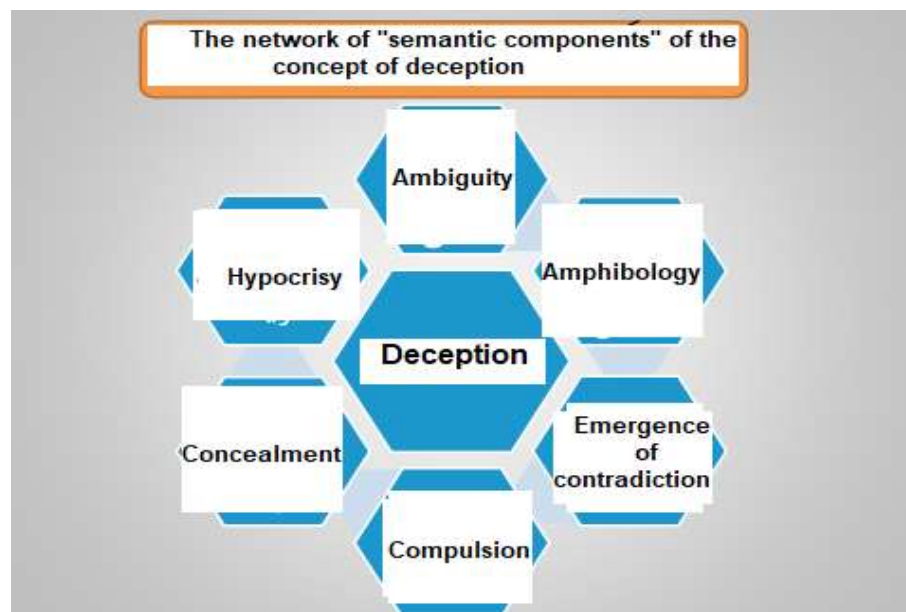 The network of "semantic components" of the
concept of deception
Ambiguity
Amphibology
Hypocrisy
Deception
Emergence
of
contradiction
Concealment
Compulsion